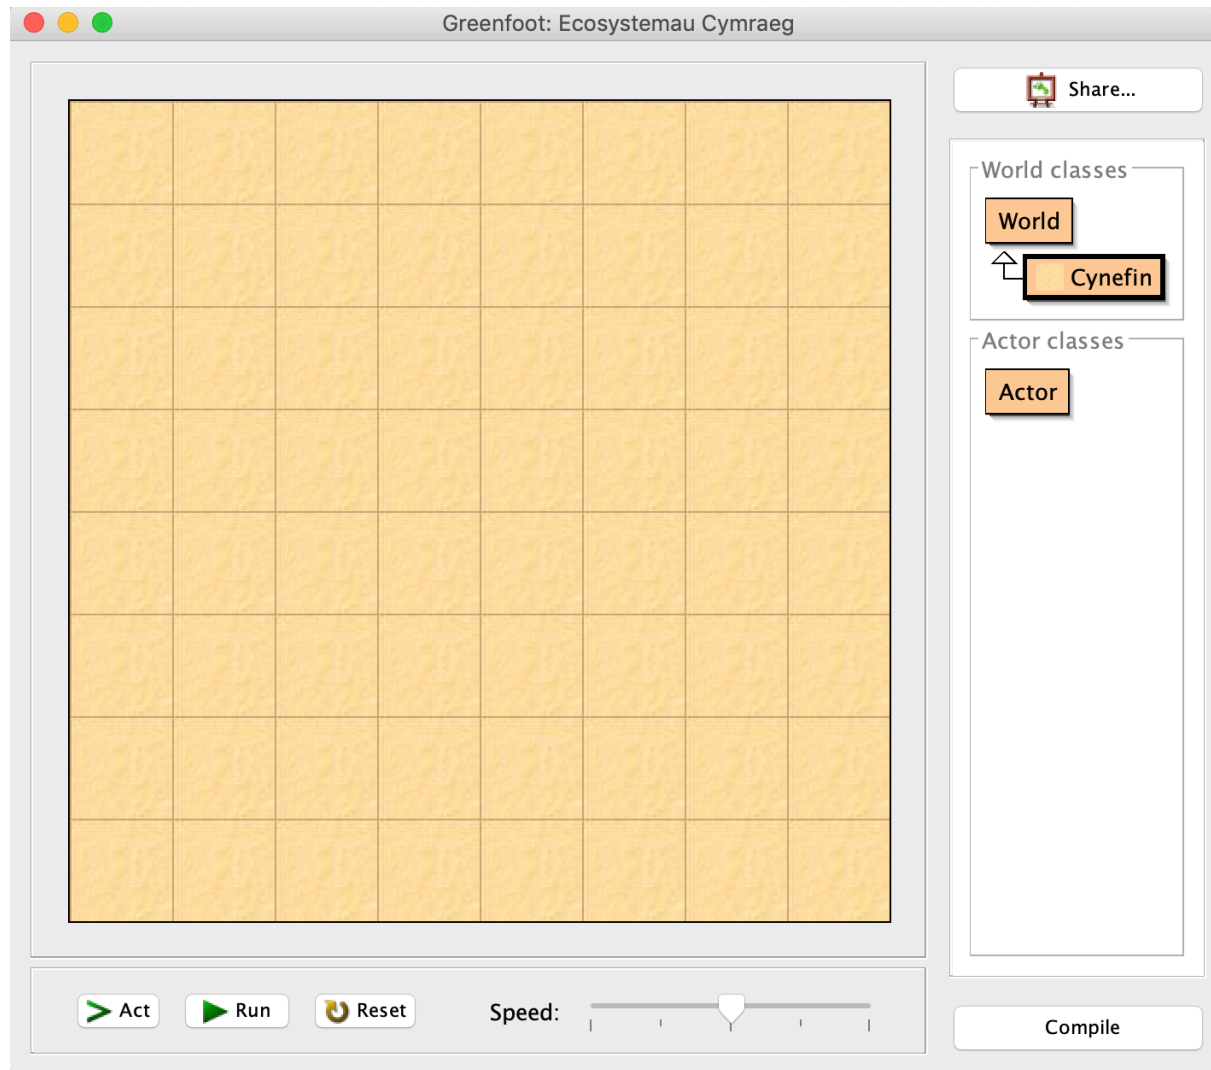 Greenfoot: Ecosystemau Cymraeg
Share...
World classes
World
Cynefin
Actor classes
Actor
Act
Run
Reset
Speed:
Compile